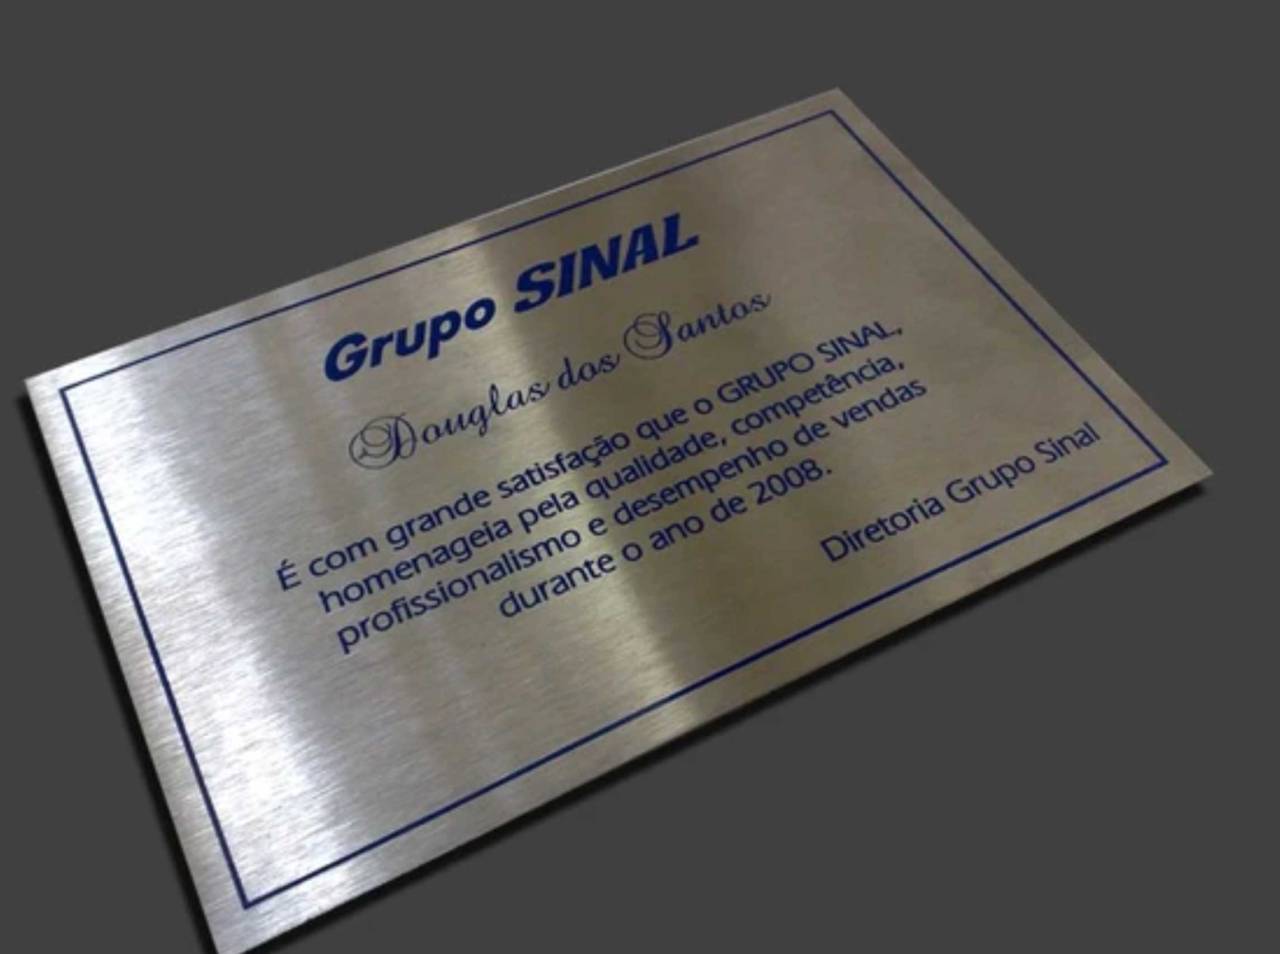 Grupo SINAL
Douglas dos Santos
É com grande satisfação que o GRUPO SINAL,
homenageia pela qualidade, competência,
profissionalismo e desempenho de vendas
durante o ano de 2008.
Diretoria Grupo Sinal